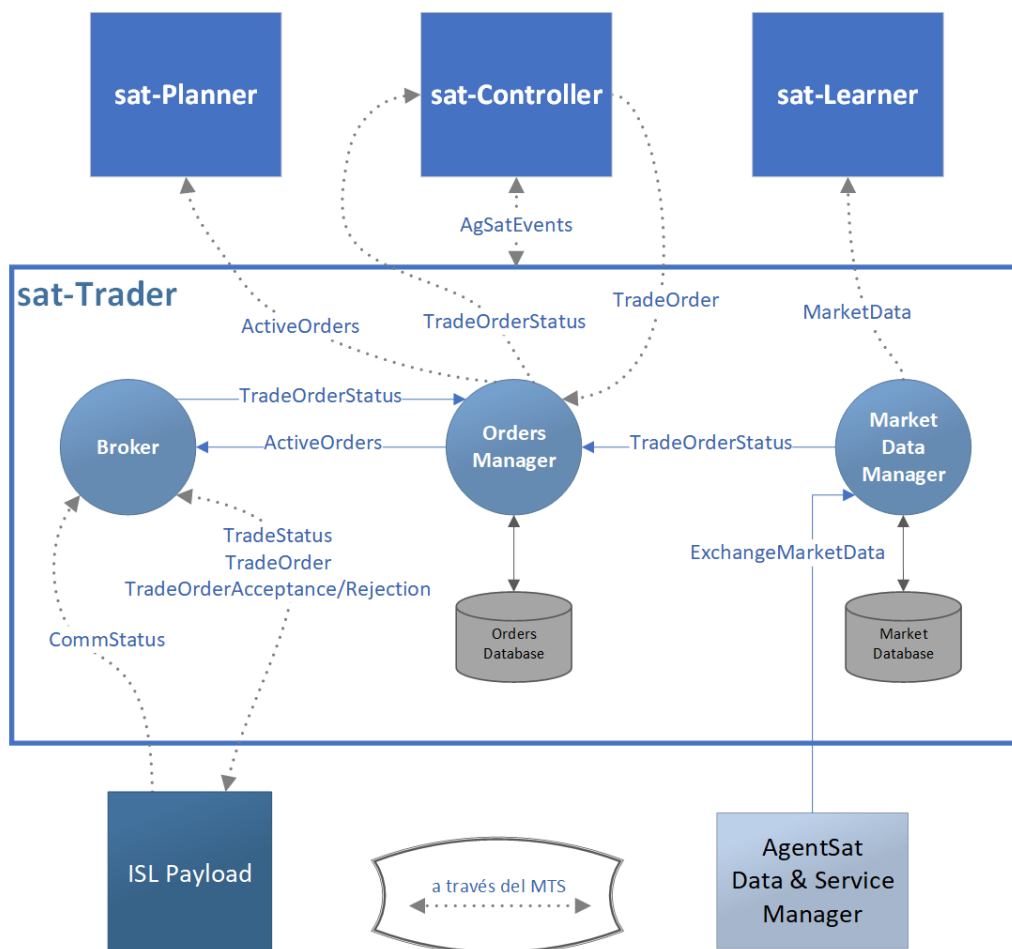 sat-Planner
sat-Controller
sat-Learner
AgSatEvents
sat-Trader
ActiveOrders
TradeOrderStatus
TradeOrder
MarketData
TradeOrderStatus
Broker
ActiveOrders
Orders
Manager
TradeOrderStatus
Market
Data
Manager
TradeStatus
TradeOrder
TradeOrderAcceptance/Rejection
ExchangeMarketData
CommStatus
Orders
Database
Market
Database
ISL Payload
a través del MTS
AgentSat
Data & Service
Manager